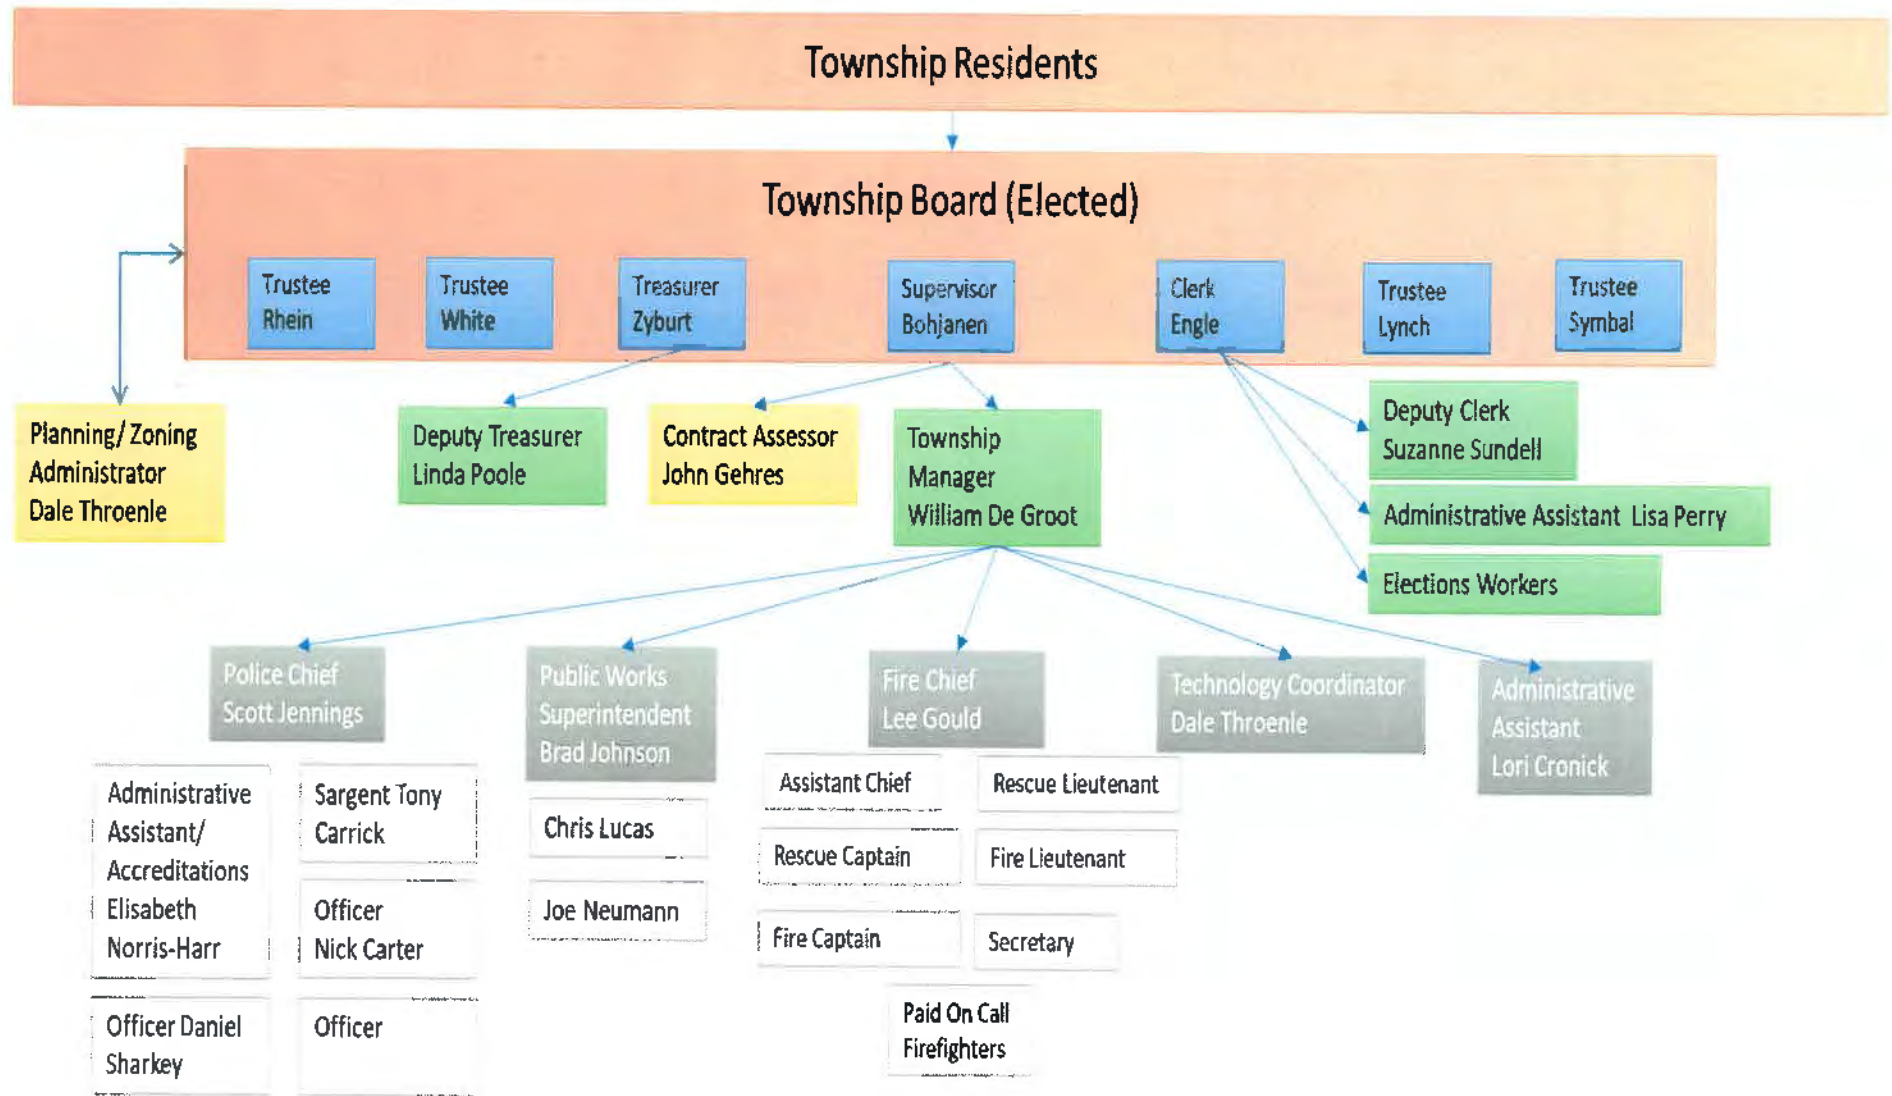 Township Residents
Township Board (Elected)
Trustee
Rhein
Trustee
White
Treasurer
Zyburt
Supervisor
Bohjanen
Clerk
Engle
Trustee
Lynch
Trustee
Symbal
Planning/ Zoning
Administrator
Dale Throenle
Deputy Treasurer
Linda Poole
Contract Assessor
John Gehres
Township
Manager
William De Groot
Deputy Clerk
Suzanne Sundell
Administrative Assistant Lisa Perry
Elections Workers
Police Chief
Scott Jennings
Public Works
Superintendent
Brad Johnson
Fire Chief
Lee Gould
Technology Coordinator
Dale Throenle
Administrative
Assistant
Lori Cronick
Administrative
Assistant/
Accreditations
Elisabeth
Norris-Harr
Sargent Tony
Carrick
Officer
Nick Carter
Officer Daniel
Sharkey
Officer
Chris Lucas
Joe Neumann
Assistant Chief
Rescue Lieutenant
Rescue Captain
Fire Lieutenant
Fire Captain
Secretary
Paid On Call
Firefighters